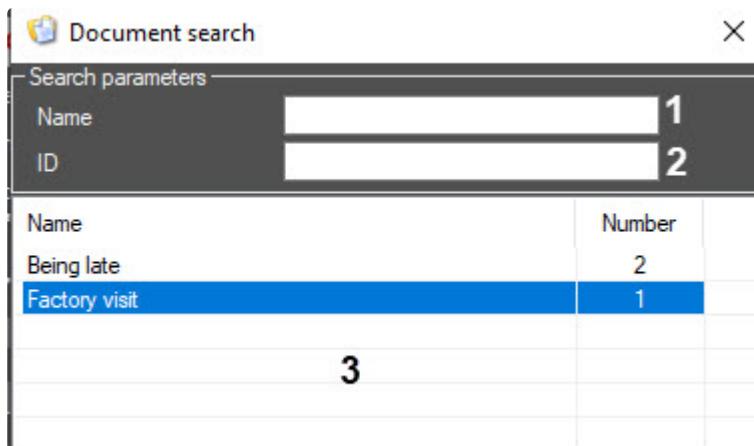 Document search
Search parameters
Name 1
ID 2
Name Number
Being late 2
Factory visit 1
3